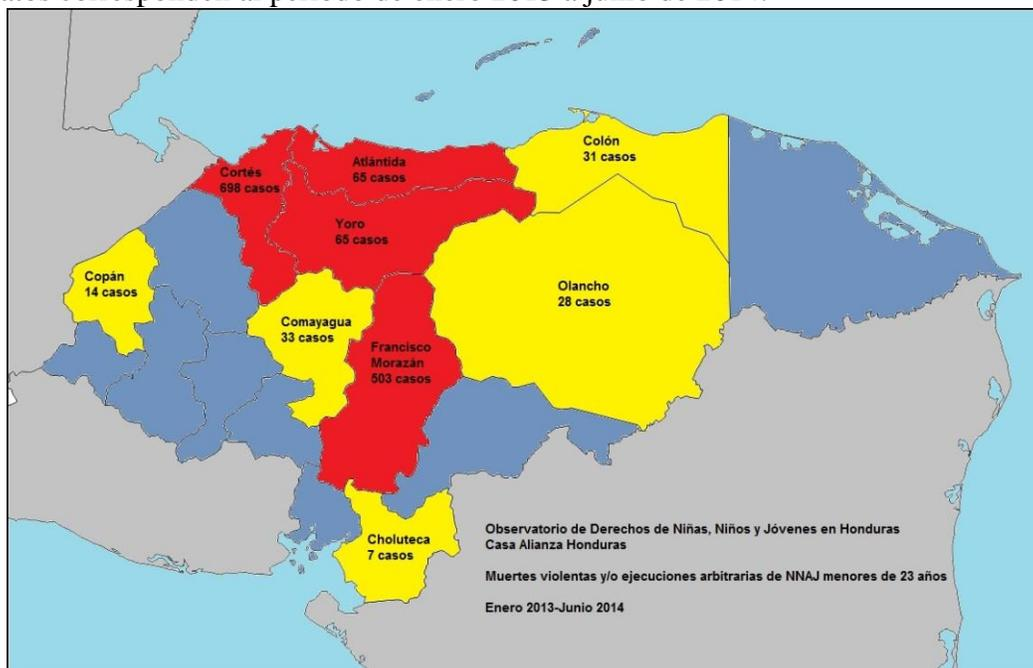 Colón
31 casos
Atlántida
65 casos
Cortés
698 casos
Yoro
65 casos
Copán
14 casos
Olancho
28 casos
Comayagua
33 casos
Francisco
Morazán
503 casos
Choluteca
7 casos
Observatorio de Derechos de Niñas, Niños y Jóvenes en Honduras
Casa Alianza Honduras
Muertes violentas y/o ejecuciones arbitrarias de NNAJ menores de 23 años
Enero 2013-Junio 2014